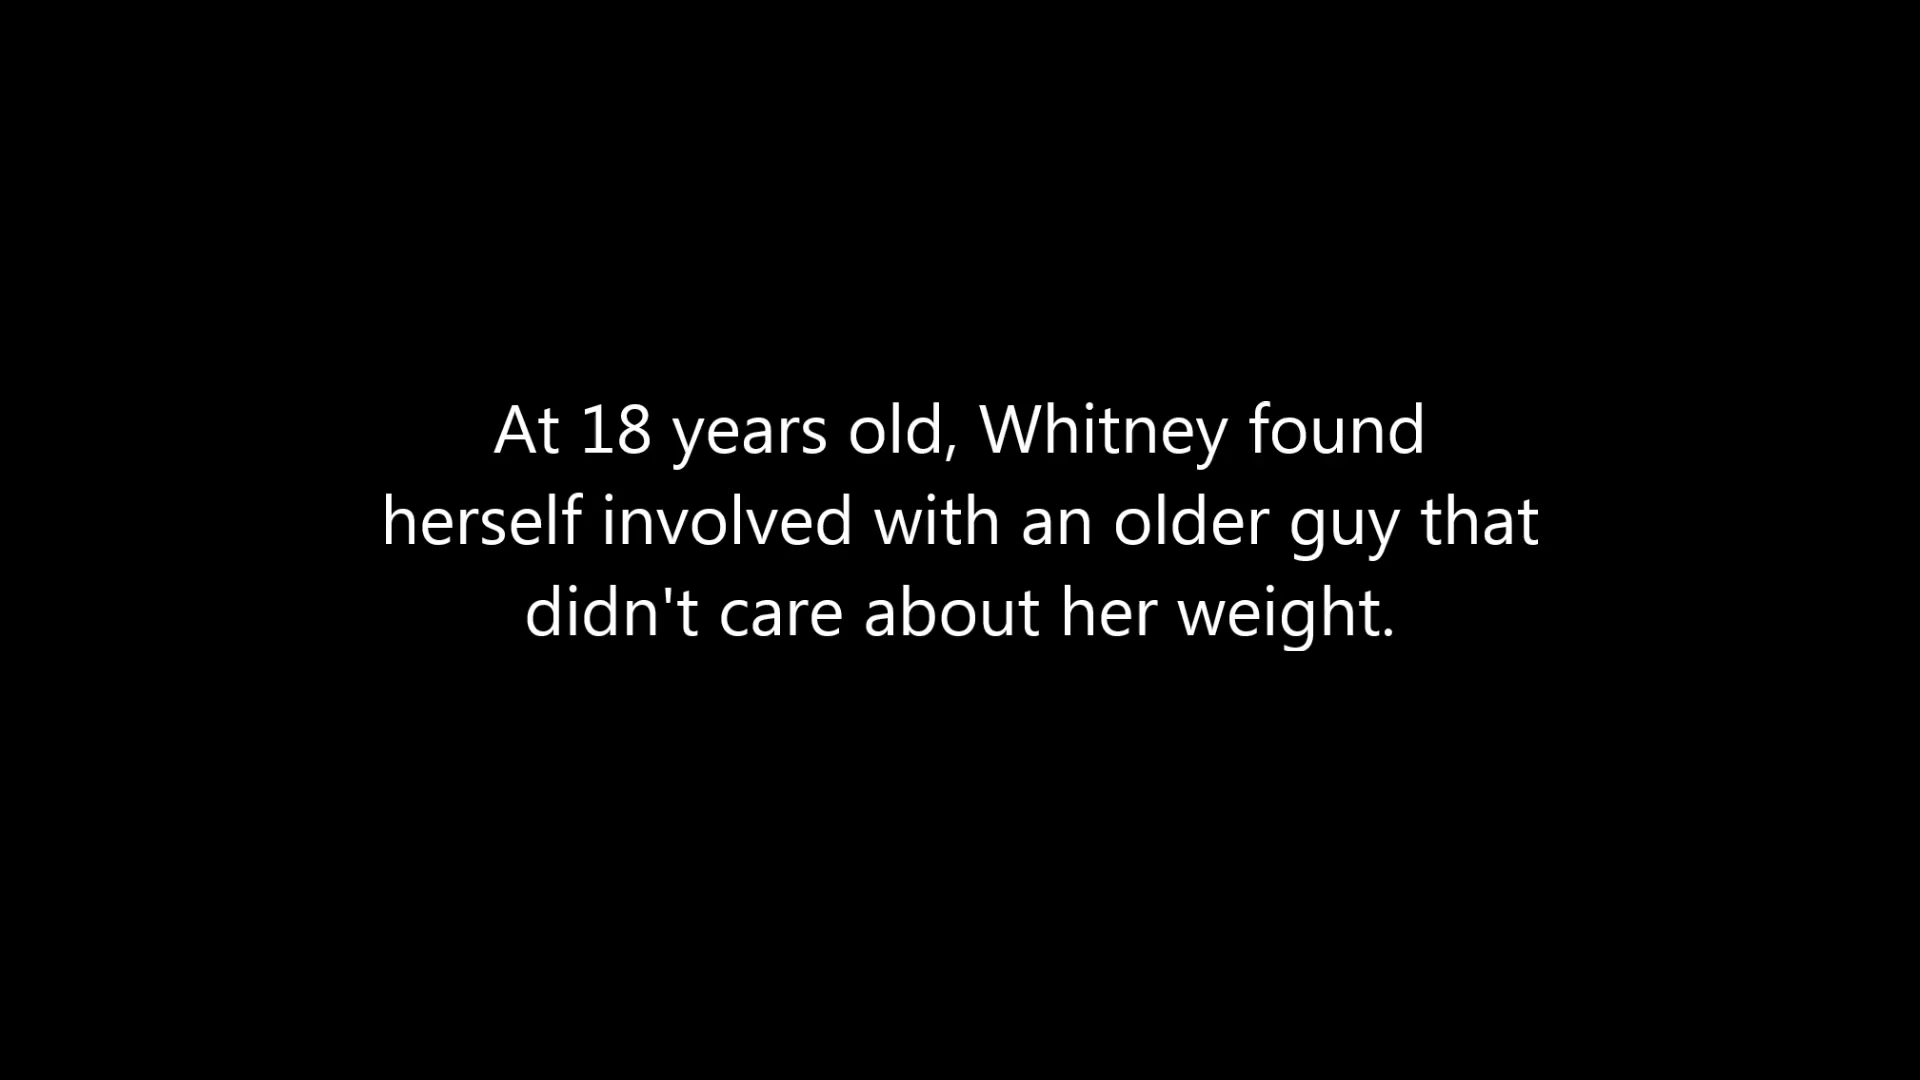 At 18 years old, Whitney found
herself involved with an older guy that
didn't care about her weight.